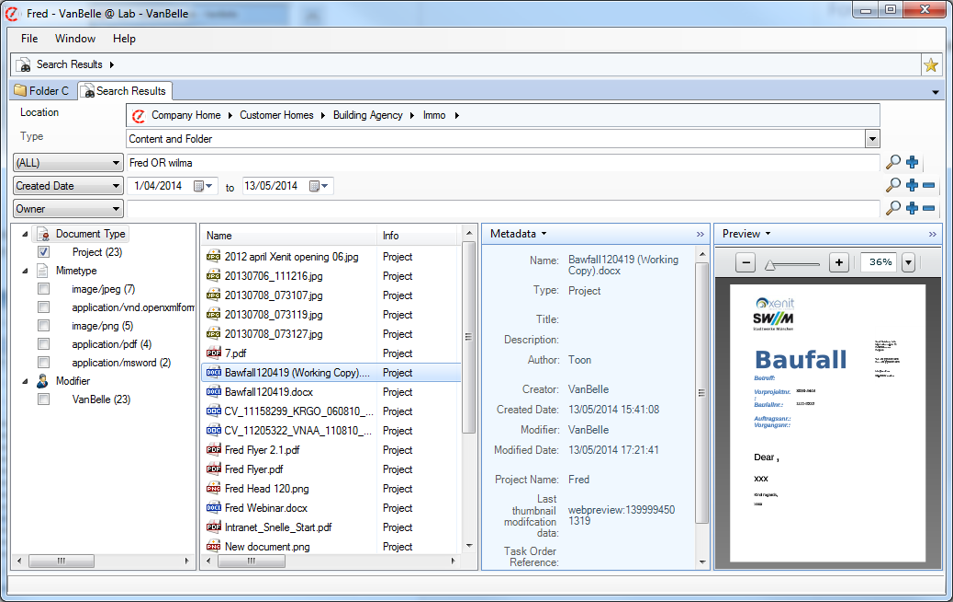 Fred - VanBelle @ Lab - VanBelle
File Window Help
Search Results
Folder C Search Results
Location Company Home Customer Homes Building Agency Immo
Type Content and Folder
(ALL) Fred OR wilma
Created Date 1/04/2014 to 13/05/2014
Owner
Document Type
Project (23)
Mimetype
image/jpeg (7)
application/vnd.openxmlform
image/png (5)
application/pdf (4)
application/msword (2)
Modifier
VanBelle (23)
Name Info
2012 april Xenit opening 06.jpg Project
20130706_111216.jpg Project
20130708_073107.jpg Project
20130708_073119.jpg Project
20130708_073127.jpg Project
7.pdf Project
Bawfall120419 (Working Copy).... Project
Bawfall120419.docx Project
CV_11158299_KRGO_060810_... Project
CV_11205322_VNAA_110810_... Project
Fred Flyer 2.1.pdf Project
Fred Flyer.pdf Project
Fred Head 120.png Project
Fred Webinar.docx Project
Intranet_Snelle_Start.pdf Project
New document.png Project
Metadata
Name: Bawfall120419 (Working
Copy).docx
Type: Project
Title:
Description:
Author: Toon
Creator: VanBelle
Created Date: 13/05/2014 15:41:08
Modifier: VanBelle
Modified Date: 13/05/2014 17:21:41
Project Name: Fred
Last
thumbnail
modifcation
data:
webpreview:139999450
1319
Task Order
Reference:
Preview
36%
xenit
SW//M
Baufall
Betreff:
Vorprojektnr.
Baufallnr.:
Auftragsnr.:
Vorgangsnr.:
Dear ,
XXX